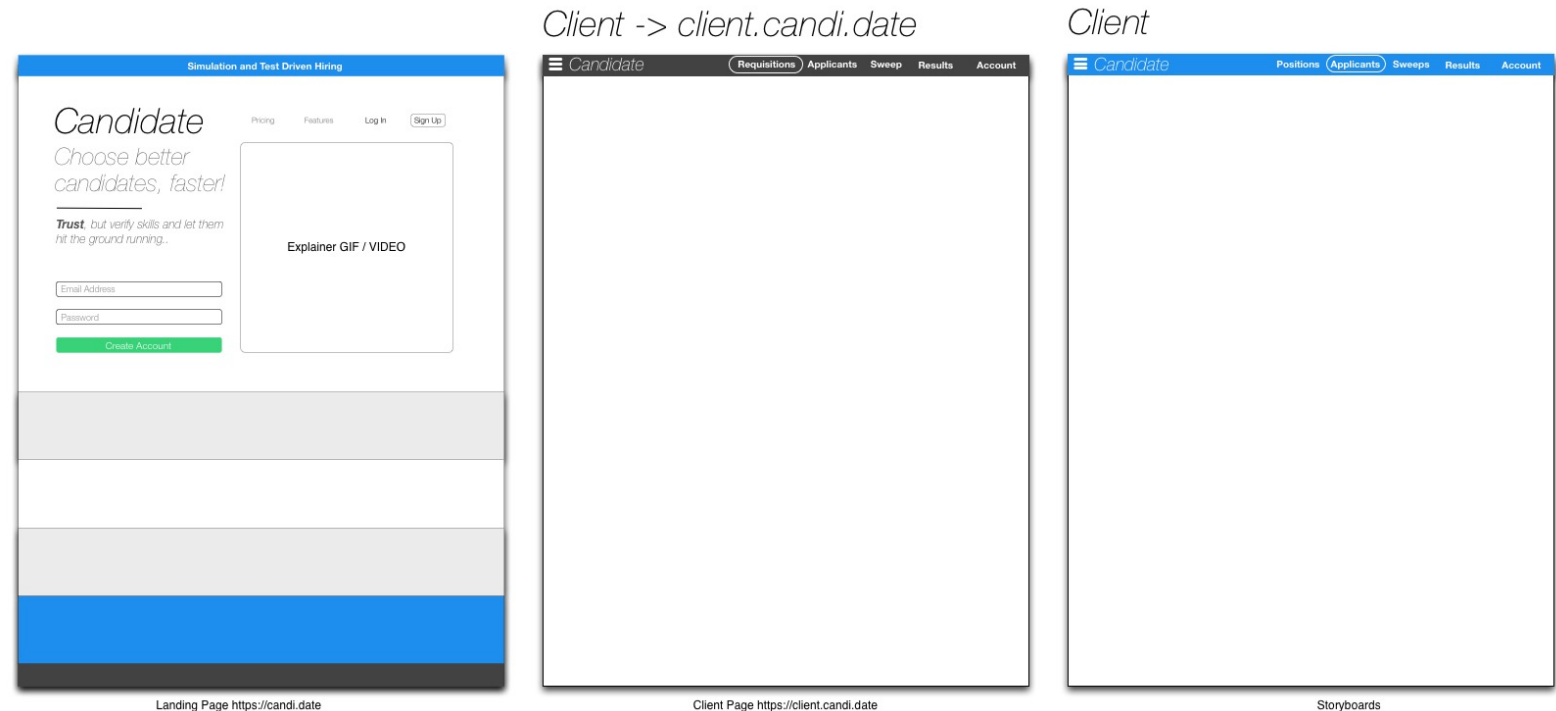 Client -> client.candi.date
Client
Simulation and Test Driven Hiring
Candidate
Pricing Features Log In Sign Up
Choose better
candidates, faster!
Trust, but verify skills and let them
hit the ground running..
Explainer GIF / VIDEO
Email Address
Password
Create Account
Landing Page https://candi.date
Candidate Requisitions Applicants Sweep Results Account
Client Page https://client.candi.date
Candidate Positions Applicants Sweeps Results Account
Storyboards